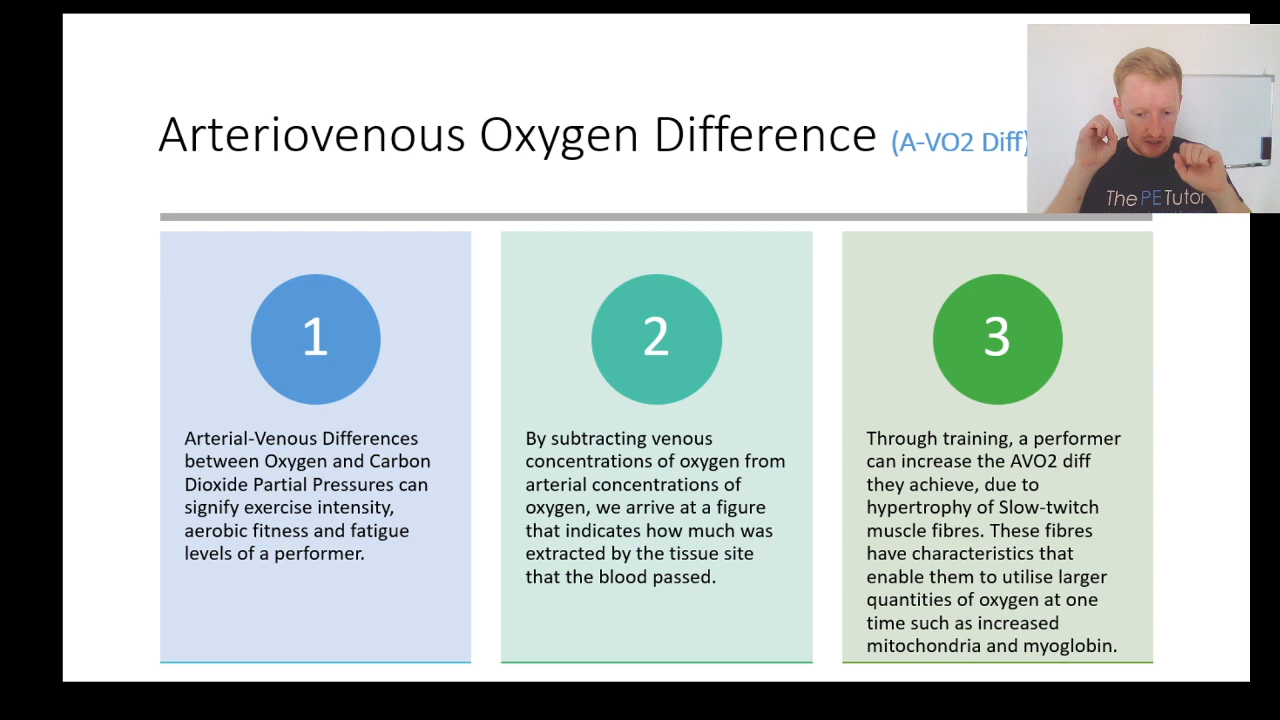 Arteriovenous Oxygen Difference (A-VO2 Diff)
The PE Tutor
1
Arterial-Venous Differences
between Oxygen and Carbon
Dioxide Partial Pressures can
signify exercise intensity,
aerobic fitness and fatigue
levels of a performer.
2
By subtracting venous
concentrations of oxygen from
arterial concentrations of
oxygen, we arrive at a figure
that indicates how much was
extracted by the tissue site
that the blood passed.
3
Through training, a performer
can increase the AVO2 diff
they achieve, due to
hypertrophy of Slow-twitch
muscle fibres. These fibres
have characteristics that
enable them to utilise larger
quantities of oxygen at one
time such as increased
mitochondria and myoglobin.